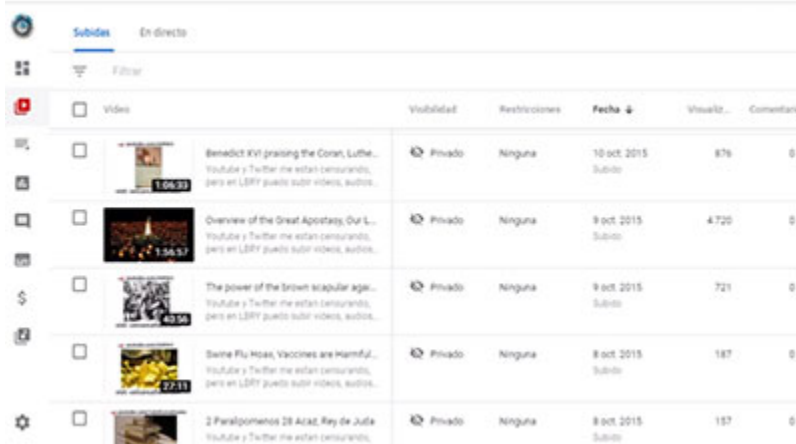 Subidas En directo
Filtrar
Vídeo Visibilidad Restricciones Fecha ↓ Visualiz... Comentari
Benedict XVI praising the Coran, Luthe... Privado Ninguna 10 oct. 2015 876 0
Youtube y Twitter me estan censurando, Subido
pero en LBRY puedo subir videos, audios...
1:06:33
Overview of the Great Apostasy, Our L... Privado Ninguna 9 oct. 2015 4.720 0
Youtube y Twitter me estan censurando, Subido
pero en LBRY puedo subir videos, audios...
1:56:57
The power of the brown scapular agai... Privado Ninguna 9 oct. 2015 721 0
Youtube y Twitter me estan censurando, Subido
pero en LBRY puedo subir videos, audios...
40:56
Swine Flu Hoax, Vaccines are Harmful... Privado Ninguna 8 oct. 2015 187 0
Youtube y Twitter me estan censurando, Subido
pero en LBRY puedo subir videos, audios...
27:11
2 Paralipomenos 28 Acaz, Rey de Juda Privado Ninguna 8 oct. 2015 157 0
Youtube y Twitter me estan censurando, Subido